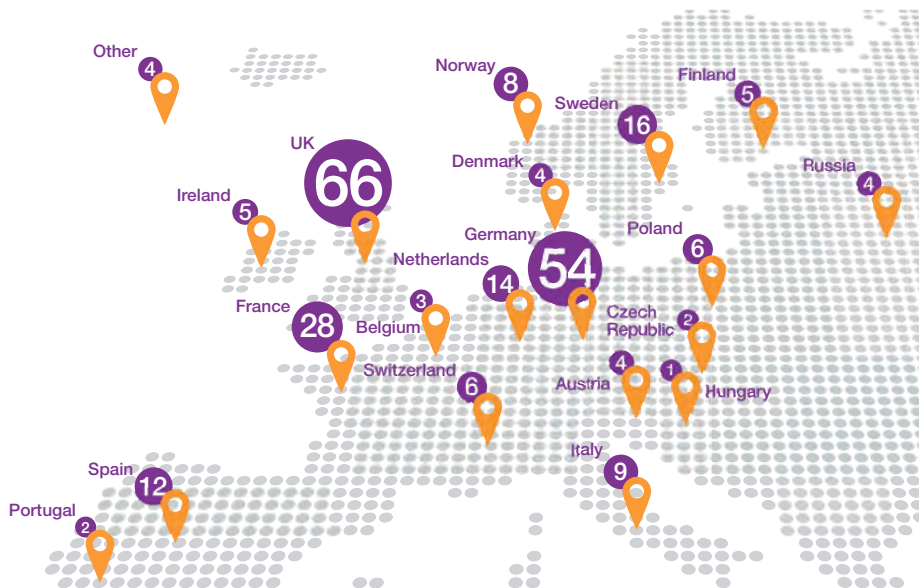 Other
4
Norway
8
Finland
5
Sweden
16
UK
66
Denmark
4
Russia
4
Ireland
5
Germany
54
Poland
6
Netherlands
14
France
28
Belgium
3
Czech
Republic
2
Switzerland
6
Austria
4
1
Hungary
Italy
9
Spain
12
Portugal
2